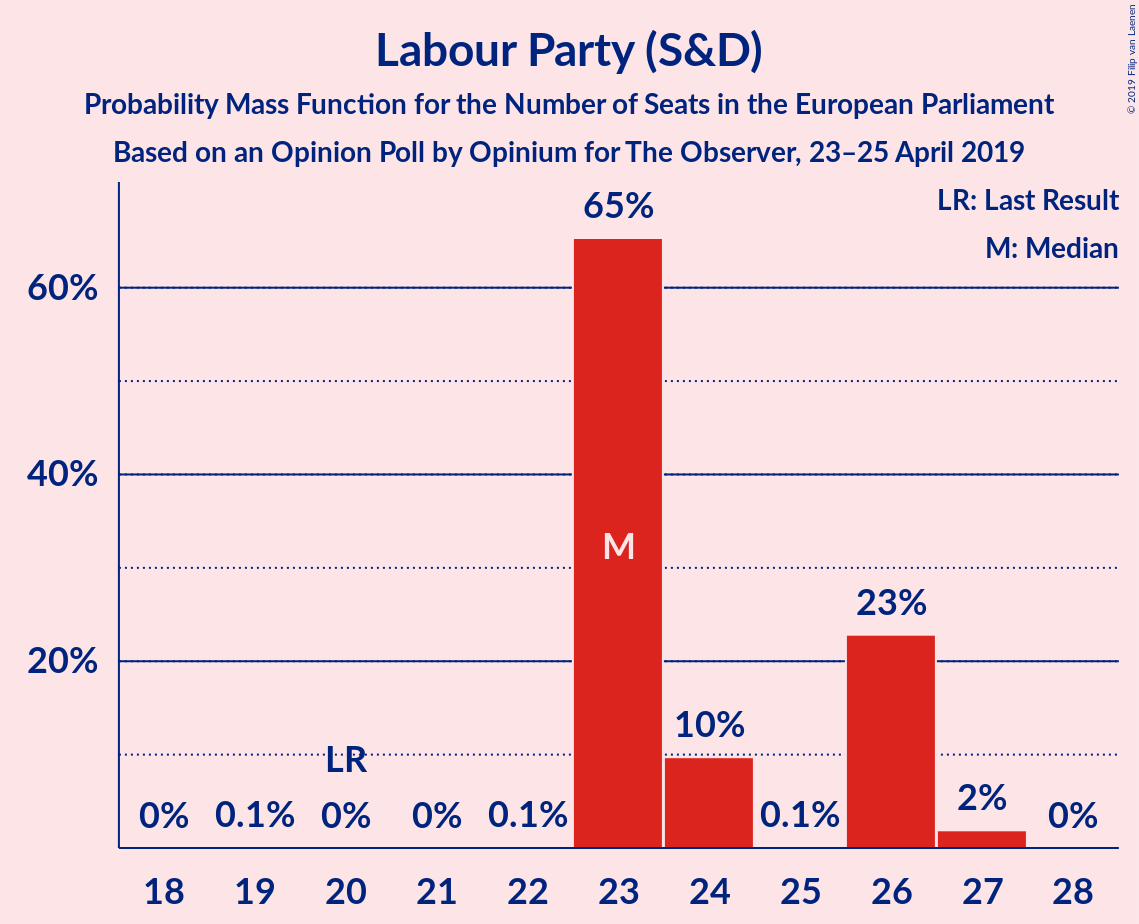 Labour Party (S&D)
Probability Mass Function for the Number of Seats in the European Parliament
Based on an Opinion Poll by Opinium for The Observer, 23–25 April 2019
© 2019 Filip van Laenen
LR: Last Result
M: Median
65%
60%
40%
M
23%
20%
10%
LR
2%
0% 0.1% 0% 0% 0.1% 0.1% 0%
18 19 20 21 22 23 24 25 26 27 28